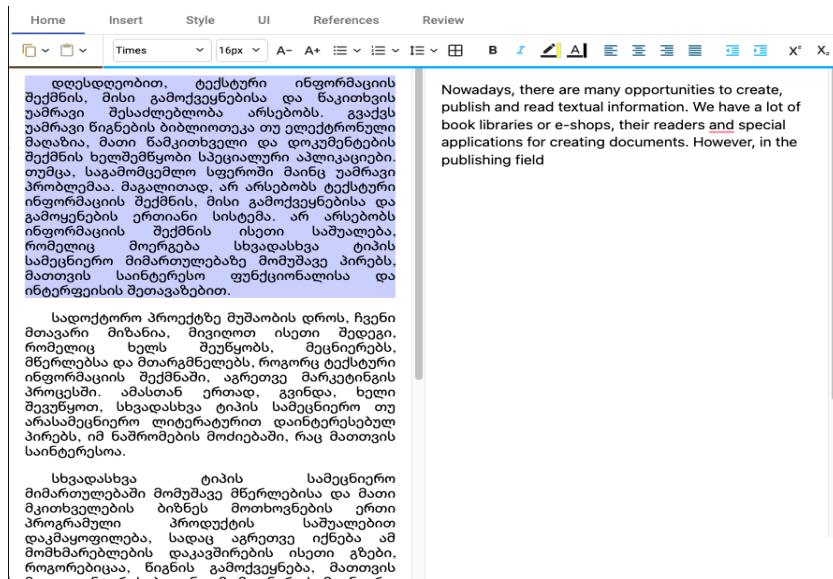 Home Insert Style UI References Review
Times 16px A- A+ B I A X² X₂
დღესდღეობით, ტექსტური ინფორმაციის
შექმნის, მისი გამოქვეყნებისა და წაკითხვის
უამრავი შესაძლებლობა არსებობს. გვაქვს
უამრავი წიგნების ბიბლიოთეკა თუ ელექტრონული
მაღაზია, მათი წამკითხველი და დოკუმენტების
შექმნის ხელშემწყობი სპეციალური აპლიკაციები.
თუმცა, საგამომცემლო სფეროში მაინც უამრავი
პრობლემაა. მაგალითად, არ არსებობს ტექსტური
ინფორმაციის შექმნის, მისი გამოქვეყნებისა და
გამოყენების ერთიანი სისტემა. არ არსებობს
ინფორმაციის შექმნის ისეთი საშუალება,
რომელიც მოერგება სხვადასხვა ტიპის
სამეცნიერო მიმართულებაზე მომუშავე პირებს,
მათთვის საინტერესო ფუნქციონალისა და
ინტერფეისის შეთავაზებით.
სადოქტორო პროექტზე მუშაობის დროს, ჩვენი
მთავარი მიზანია, მივიღოთ ისეთი შედეგი,
რომელიც ხელს შეუწყობს, მეცნიერებს,
მწერლებსა და მთარგმნელებს, როგორც ტექსტური
ინფორმაციის შექმნაში, აგრეთვე მარკეტინგის
პროცესში. ამასთან ერთად, გვინდა, ხელი
შევუწყოთ, სხვადასხვა ტიპის სამეცნიერო თუ
არასამეცნიერო ლიტერატურით დაინტერესებულ
პირებს, იმ ნაშრომების მოძიებაში, რაც მათთვის
საინტერესოა.
სხვადასხვა ტიპის სამეცნიერო
მიმართულებაში მომუშავე მწერლებისა და მათი
მკითხველების ბიზნეს მოთხოვნების ერთი
პროგრამული პროდუქტის საშუალებით
დაკმაყოფილება, სადაც აგრეთვე იქნება ამ
მომხმარებლების დაკავშირების ისეთი გზები,
როგორებიცაა, წიგნის გამოქვეყნება, მათთვის
Nowadays, there are many opportunities to create,
publish and read textual information. We have a lot of
book libraries or e-shops, their readers and special
applications for creating documents. However, in the
publishing field